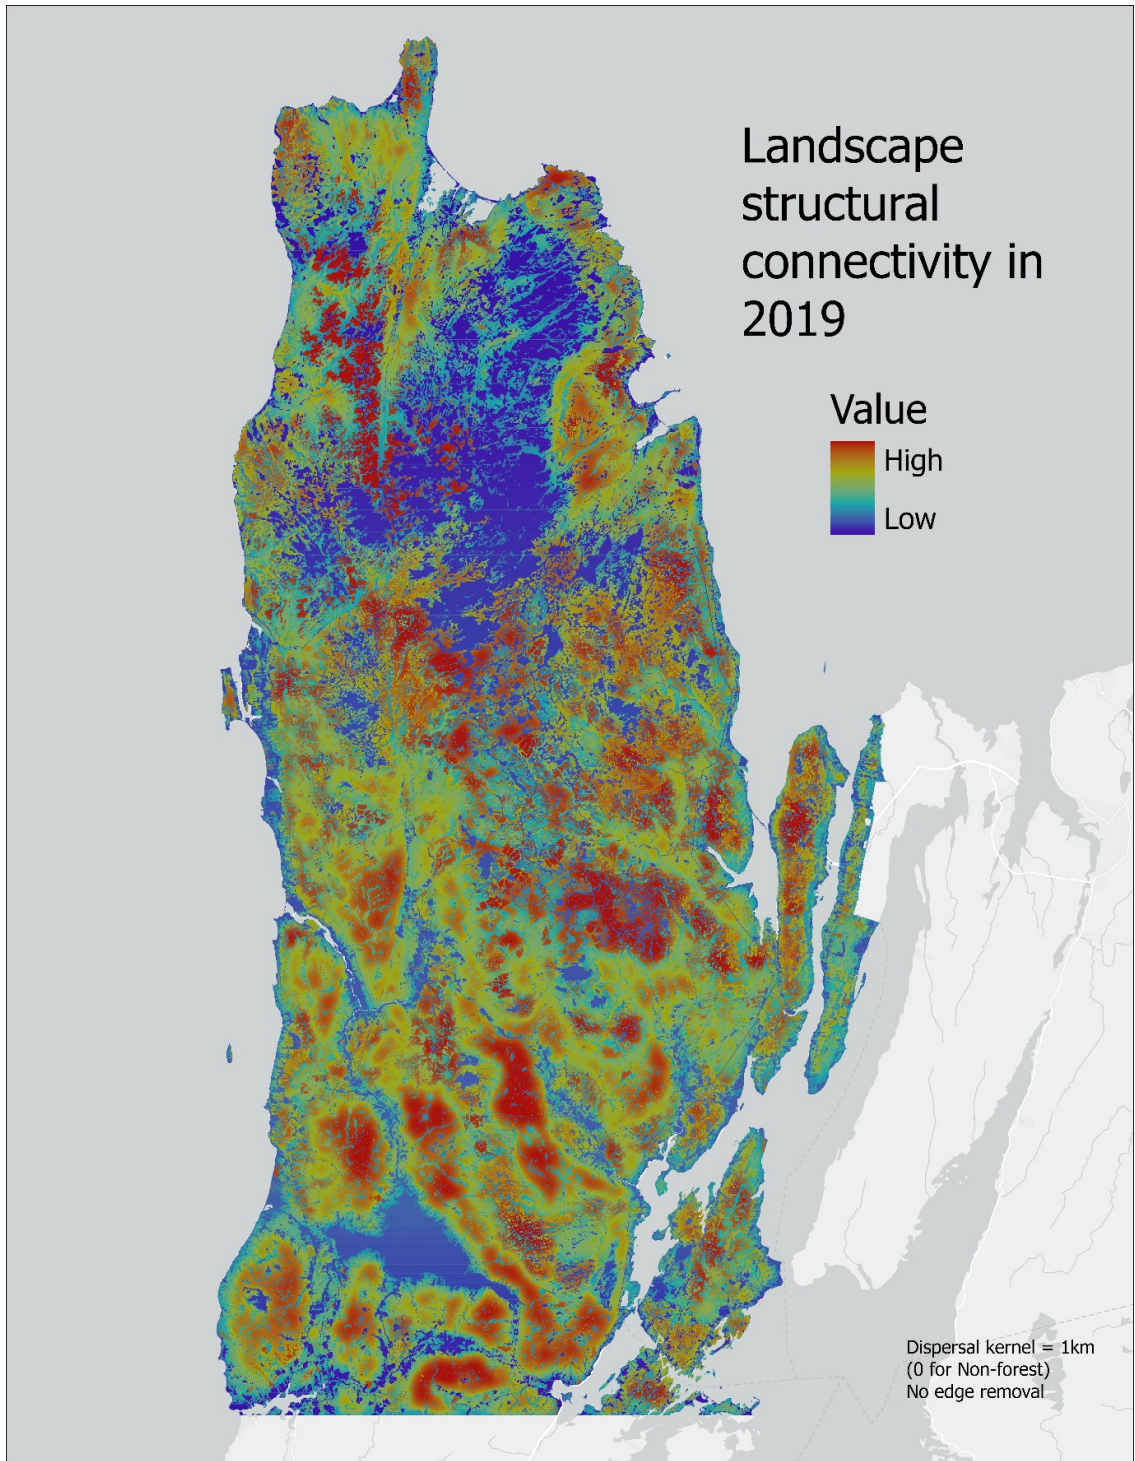 Landscape
structural
connectivity in
2019
Value
High
Low
Dispersal kernel = 1km
(0 for Non-forest)
No edge removal